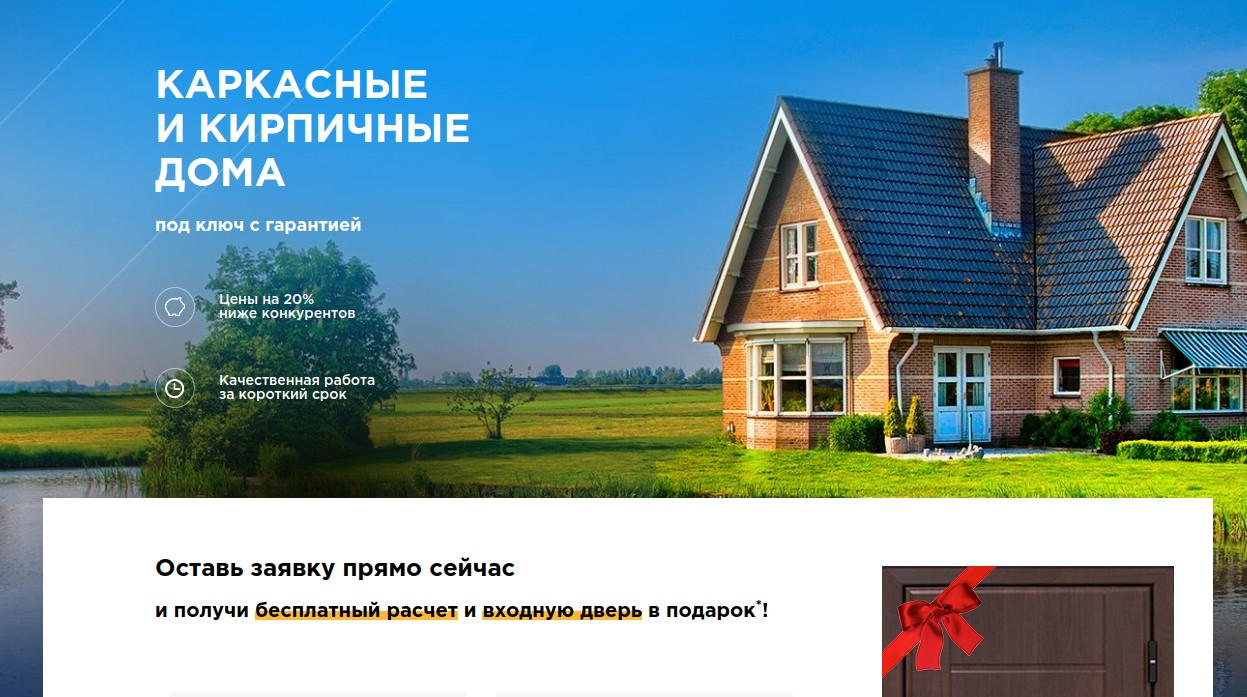 КАРКАСНЫЕ
И КИРПИЧНЫЕ
ДОМА
под ключ с гарантией
Цены на 20%
ниже конкурентов
Качественная работа
за короткий срок
Оставь заявку прямо сейчас
и получи бесплатный расчет и входную дверь в подарок*!